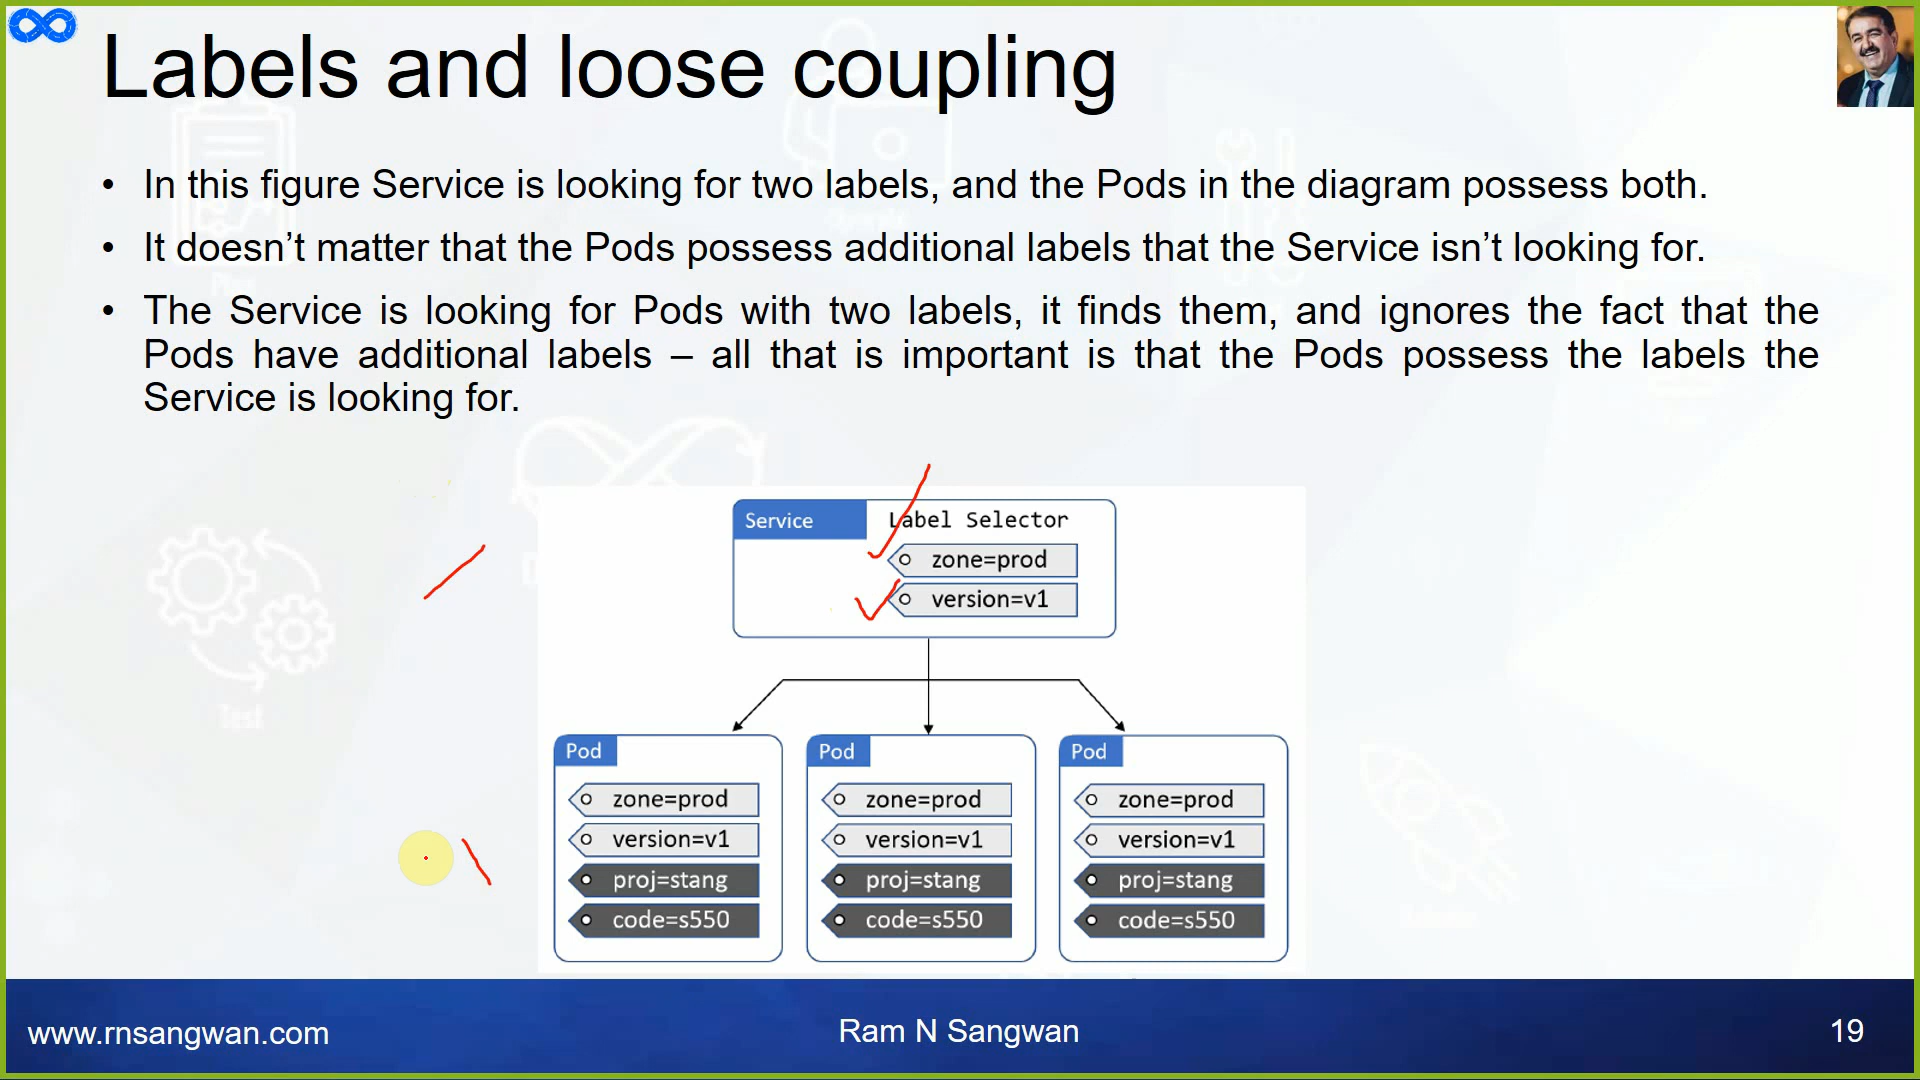 Labels and loose coupling
• In this figure Service is looking for two labels, and the Pods in the diagram possess both.
• It doesn’t matter that the Pods possess additional labels that the Service isn’t looking for.
• The Service is looking for Pods with two labels, it finds them, and ignores the fact that the
Pods have additional labels – all that is important is that the Pods possess the labels the
Service is looking for.
Service
Label Selector
zone=prod
version=v1
Pod
zone=prod
version=v1
proj=stang
code=s550
Pod
zone=prod
version=v1
proj=stang
code=s550
Pod
zone=prod
version=v1
proj=stang
code=s550
Test
www.rnsangwan.com
Ram N Sangwan
19